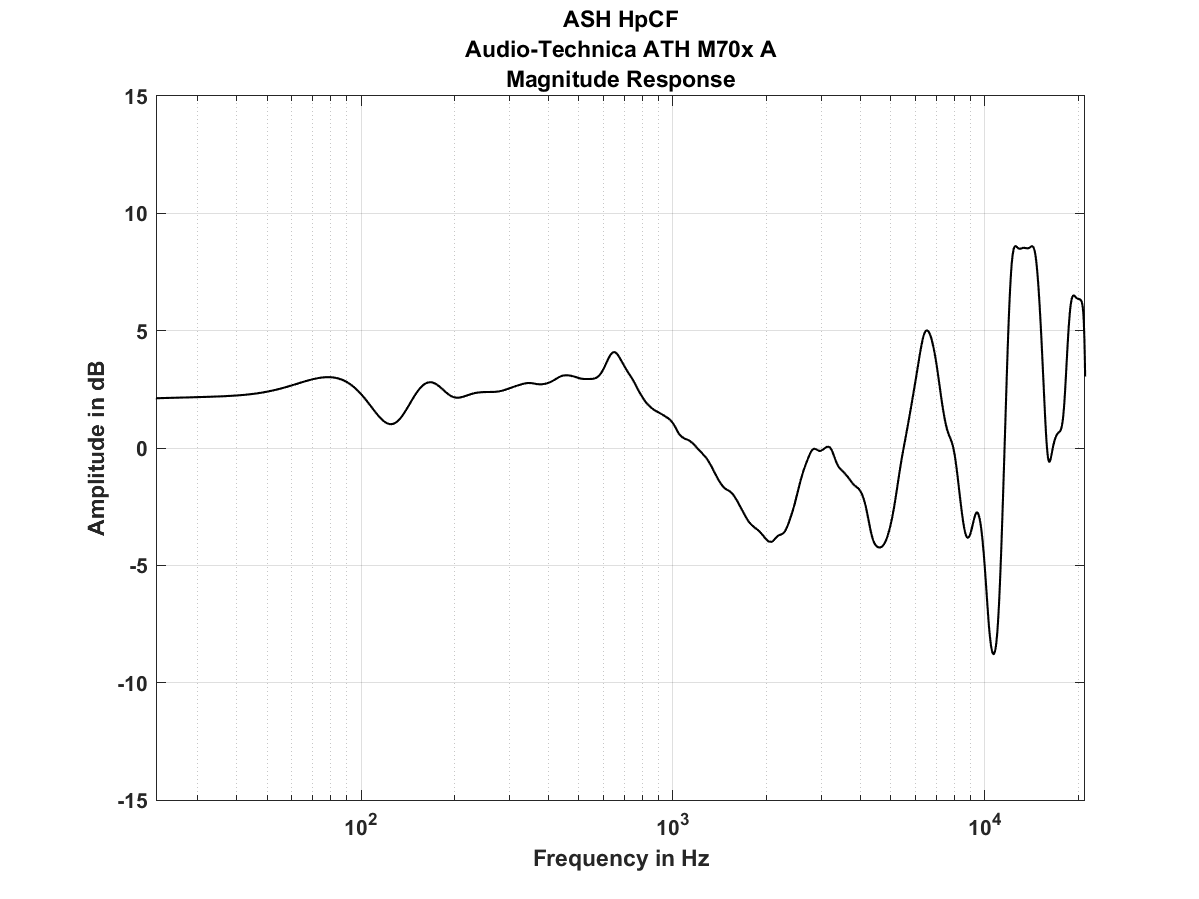 ASH HpCF
Audio-Technica ATH M70x A
Magnitude Response
15
10
5
0
-5
-10
-15
Amplitude in dB
10²
10³
10⁴
Frequency in Hz